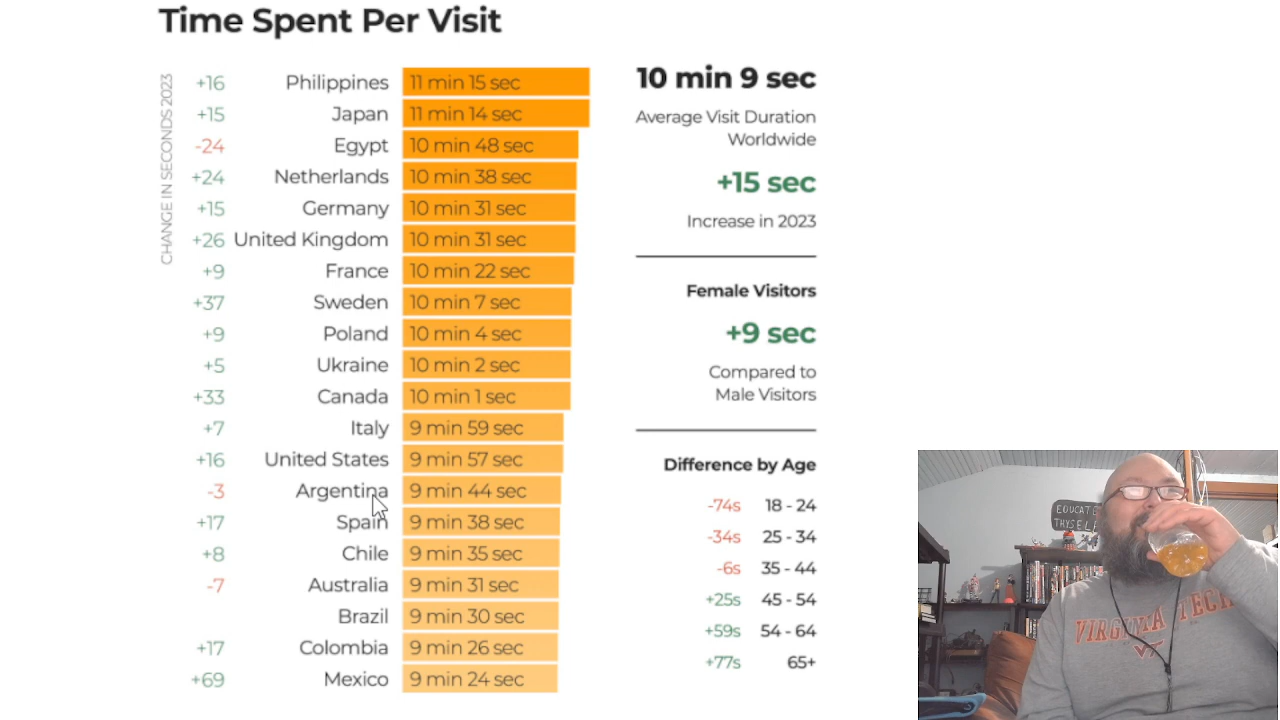 Time Spent Per Visit
CHANGE IN SECONDS 2023
+16 Philippines 11 min 15 sec
+15 Japan 11 min 14 sec
-24 Egypt 10 min 48 sec
+24 Netherlands 10 min 38 sec
+15 Germany 10 min 31 sec
+26 United Kingdom 10 min 31 sec
+9 France 10 min 22 sec
+37 Sweden 10 min 7 sec
+9 Poland 10 min 4 sec
+5 Ukraine 10 min 2 sec
+33 Canada 10 min 1 sec
+7 Italy 9 min 59 sec
+16 United States 9 min 57 sec
-3 Argentina 9 min 44 sec
+17 Spain 9 min 38 sec
+8 Chile 9 min 35 sec
-7 Australia 9 min 31 sec
Brazil 9 min 30 sec
+17 Colombia 9 min 26 sec
+69 Mexico 9 min 24 sec
10 min 9 sec
Average Visit Duration
Worldwide
+15 sec
Increase in 2023
Female Visitors
+9 sec
Compared to
Male Visitors
Difference by Age
-74s 18 - 24
-34s 25 - 34
-6s 35 - 44
+25s 45 - 54
+59s 54 - 64
+77s 65+
EDUCATE
THYSELF
VIRGINIA TECH
VT